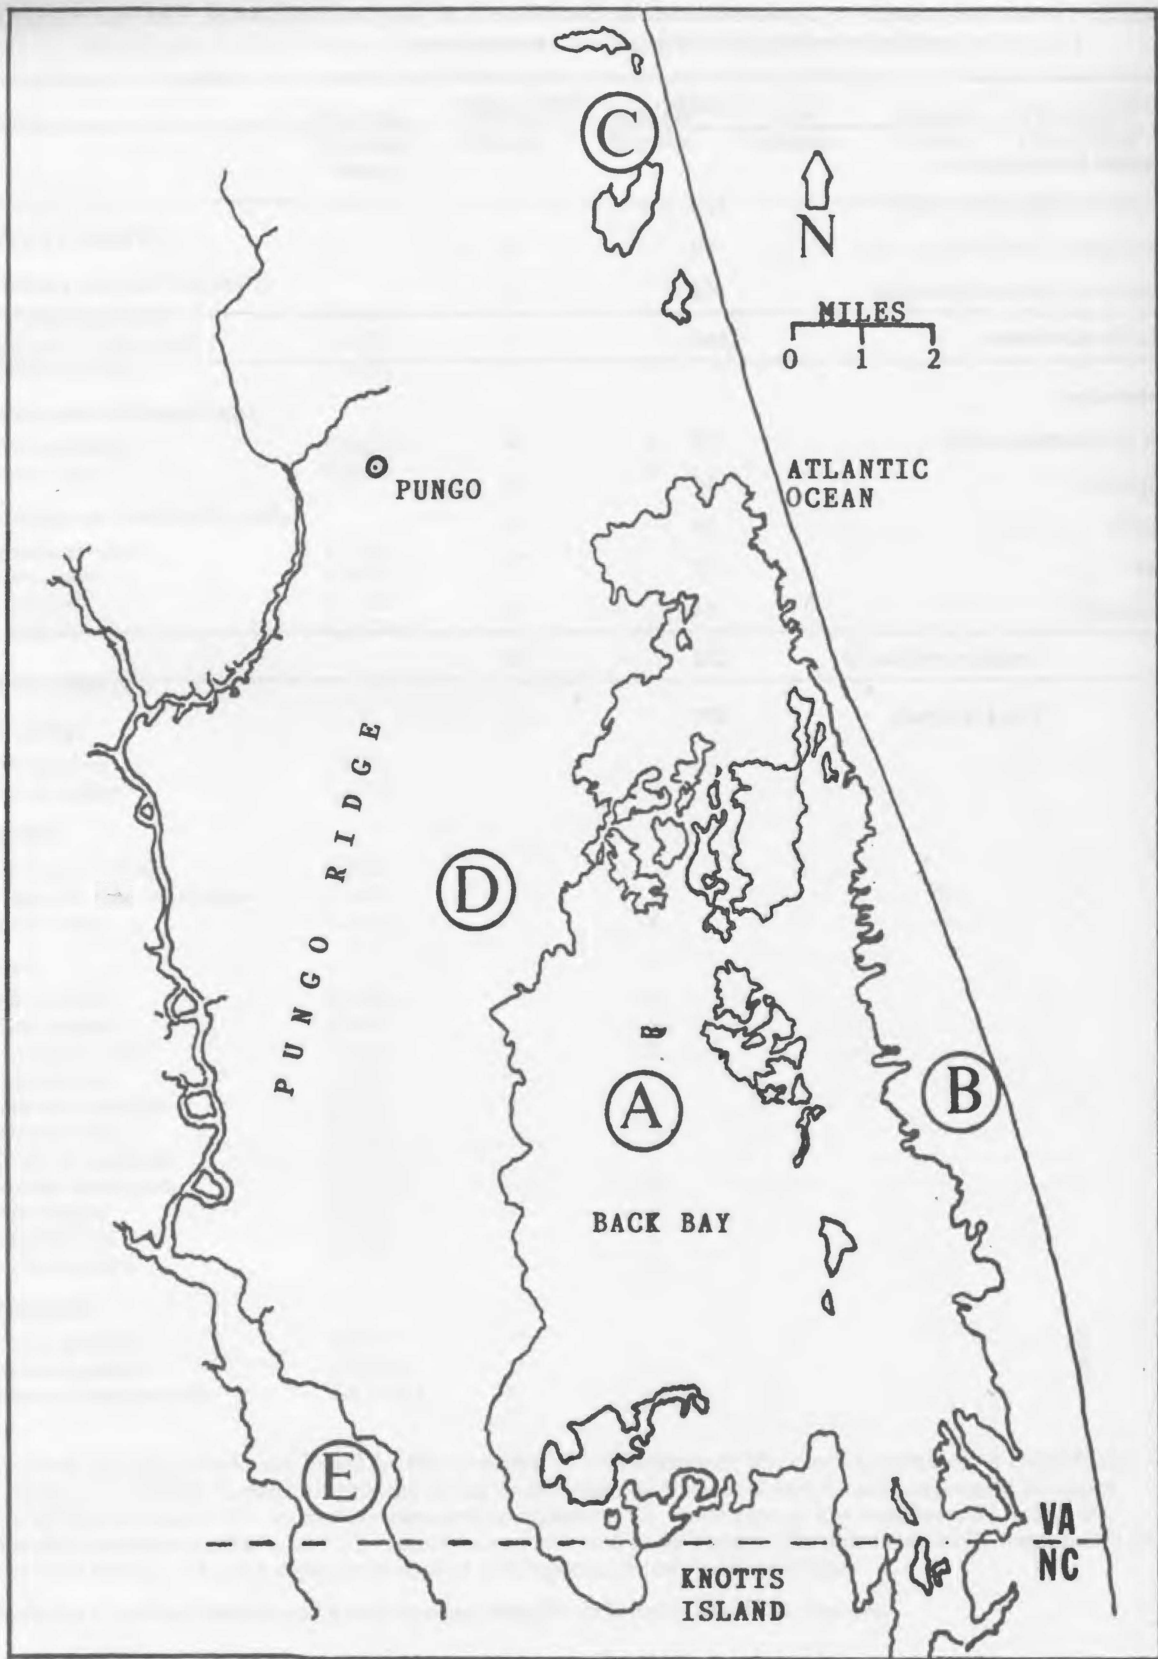 C
N
MILES
0 1 2
PUNGO
ATLANTIC
OCEAN
PUNGO RIDGE
D
A
B
BACK BAY
E
VA
NC
KNOTTS
ISLAND